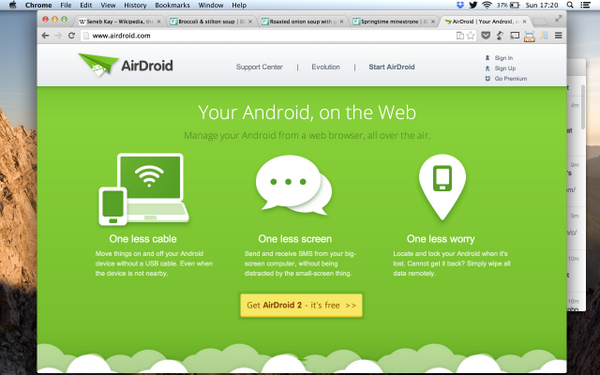 Chrome File Edit View History Bookmarks Window Help
37% Sun 17:20
Seneb Kay – Wikipedia, th
Broccoli & stilton soup | B
Roasted onion soup with g
Springtime minestrone | B
AirDroid | Your Android, o
www.airdroid.com
AirDroid
Support Center | Evolution | Start AirDroid
Sign In
Sign Up
Go Premium
Your Android, on the Web
Manage your Android from a web browser, all over the air.
One less cable
Move things on and off your Android
device without a USB cable. Even when
the device is not nearby.
One less screen
Send and receive SMS from your big-
screen computer, without being
distracted by the small-screen thing.
One less worry
Locate and lock your Android when it's
lost. Cannot get it back? Simply wipe all
data remotely.
Get AirDroid 2 - it's free >>